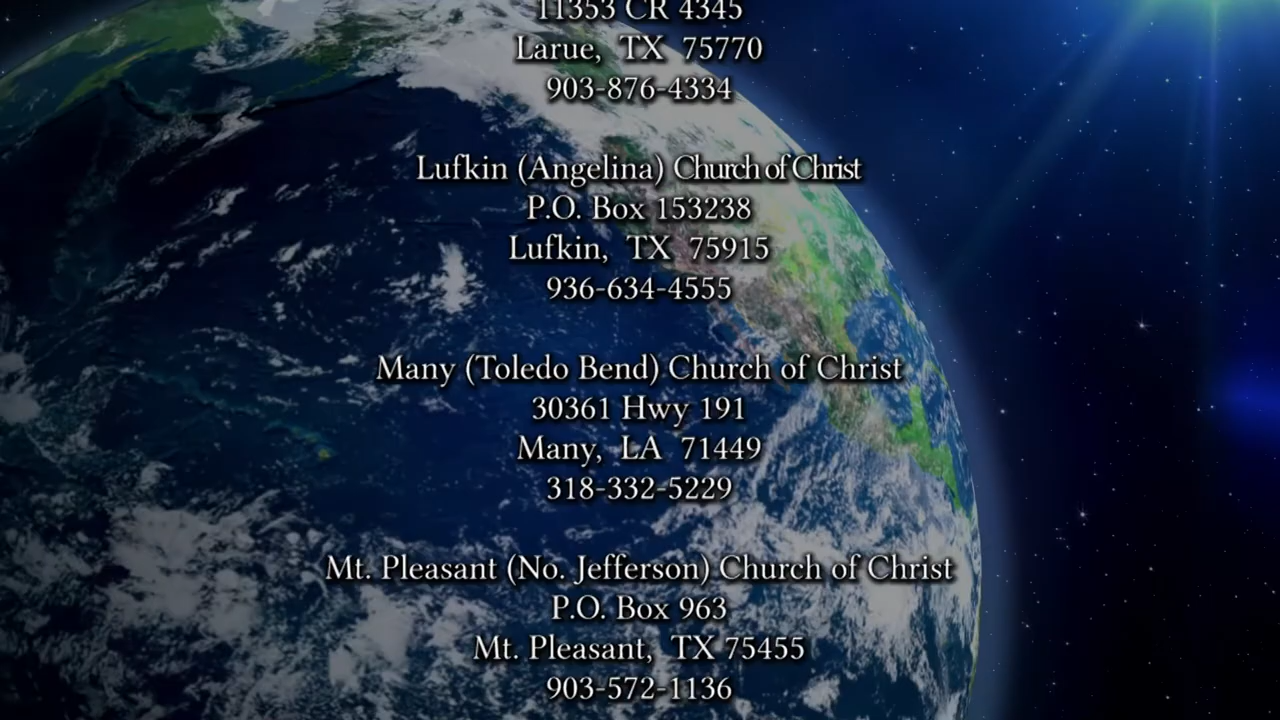 11353 CR 4345
Larue, TX 75770
903-876-4334
Lufkin (Angelina) Church of Christ
P.O. Box 153238
Lufkin, TX 75915
936-634-4555
Many (Toledo Bend) Church of Christ
30361 Hwy 191
Many, LA 71449
318-332-5229
Mt. Pleasant (No. Jefferson) Church of Christ
P.O. Box 963
Mt. Pleasant, TX 75455
903-572-1136